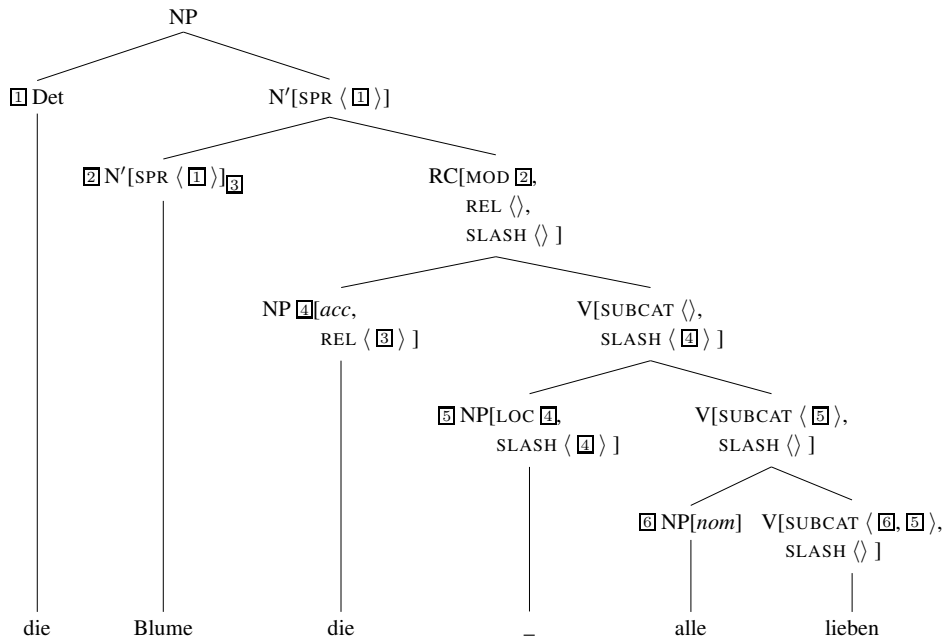 NP
1 Det N′[SPR ⟨ 1 ⟩]
2 N′[SPR ⟨ 1 ⟩]3 RC[MOD 2,
REL ⟨⟩,
SLASH ⟨⟩ ]
NP 4[acc, V[SUBCAT ⟨⟩,
REL ⟨ 3 ⟩ ] SLASH ⟨ 4 ⟩ ]
5 NP[LOC 4, V[SUBCAT ⟨ 5 ⟩,
SLASH ⟨ 4 ⟩ ] SLASH ⟨⟩ ]
6 NP[nom] V[SUBCAT ⟨ 6, 5 ⟩,
SLASH ⟨⟩ ]
die Blume die _ alle lieben